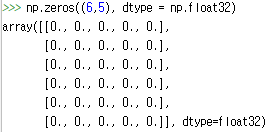 >>> np.zeros((6,5), dtype = np.float32)
array([[0., 0., 0., 0., 0.],
       [0., 0., 0., 0., 0.],
       [0., 0., 0., 0., 0.],
       [0., 0., 0., 0., 0.],
       [0., 0., 0., 0., 0.],
       [0., 0., 0., 0., 0.]], dtype=float32)